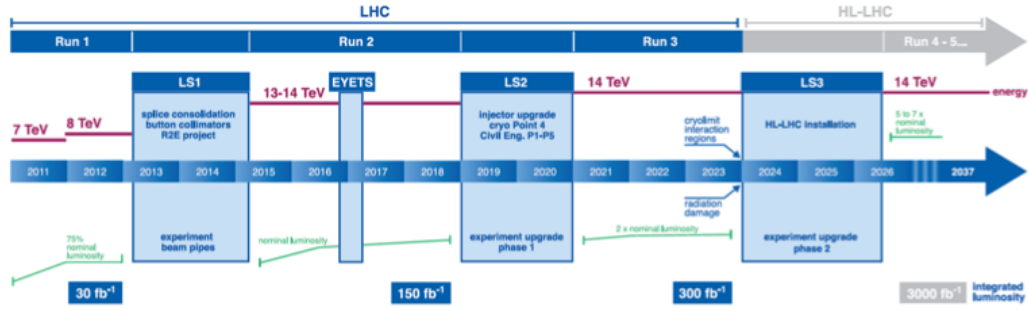 LHC
HL-LHC
Run 1
Run 2
Run 3
Run 4 - 5...
LS1
EYETS
LS2
LS3
14 TeV
14 TeV
13-14 TeV
energy
splice consolidation
button collimators
R2E project
injector upgrade
cryo Point 4
Civil Eng. P1-P5
cryolimit
interaction
regions
HL-LHC installation
5 to 7 x
nominal
luminosity
7 TeV
8 TeV
2011
2012
2013
2014
2015
2016
2017
2018
2019
2020
2021
2022
2023
2024
2025
2026
2037
radiation
damage
75%
nominal
luminosity
experiment
beam pipes
nominal luminosity
experiment upgrade
phase 1
2 x nominal luminosity
experiment upgrade
phase 2
30 fb⁻¹
150 fb⁻¹
300 fb⁻¹
3000 fb⁻¹
integrated
luminosity